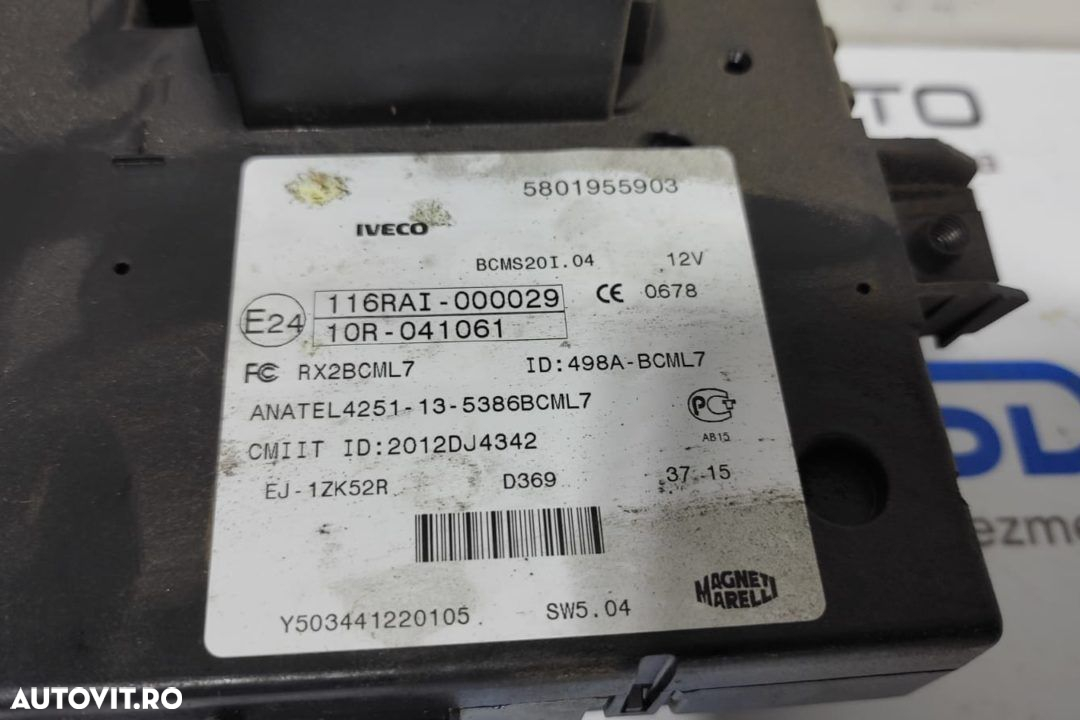 5801955903
IVECO
BCMS20I.04 12V
E24 116RAI-000029 CE 0678
10R-041061
FC RX2BCML7 ID:498A-BCML7
ANATEL4251-13-5386BCML7
AB15
CMIIT ID:2012DJ4342
EJ-1ZK52R D369 37-15
MAGNETI
MARELLI
Y503441220105 SW5.04
AUTOVIT.RO